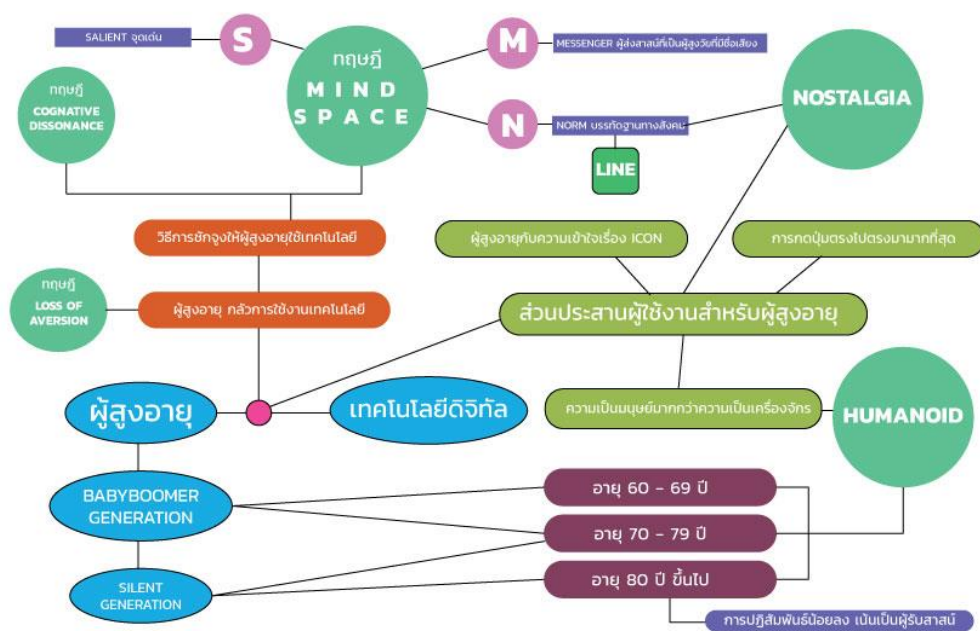 SALIENT จุดเด่น
S
ทฤษฎี
MIND
SPACE
M
MESSENGER ผู้ส่งสาสน์ที่เป็นผู้สูงวัยที่มีชื่อเสียง
N
NORM บรรทัดฐานทางสังคม
LINE
NOSTALGIA
ทฤษฎี
COGNATIVE
DISSONANCE
วิธีการชักจูงให้ผู้สูงอายุใช้เทคโนโลยี
ผู้สูงอายุกับความเข้าใจเรื่อง ICON
การกดปุ่มตรงไปตรงมามากที่สุด
ทฤษฎี
LOSS OF
AVERSION
ผู้สูงอายุ กลัวการใช้งานเทคโนโลยี
ส่วนประสานผู้ใช้งานสำหรับผู้สูงอายุ
ผู้สูงอายุ
เทคโนโลยีดิจิทัล
ความเป็นมนุษย์มากกว่าความเป็นเครื่องจักร
HUMANOID
BABYBOOMER
GENERATION
อายุ 60 - 69 ปี
อายุ 70 - 79 ปี
SILENT
GENERATION
อายุ 80 ปี ขึ้นไป
การปฏิสัมพันธ์น้อยลง เน้นเป็นผู้รับสาสน์